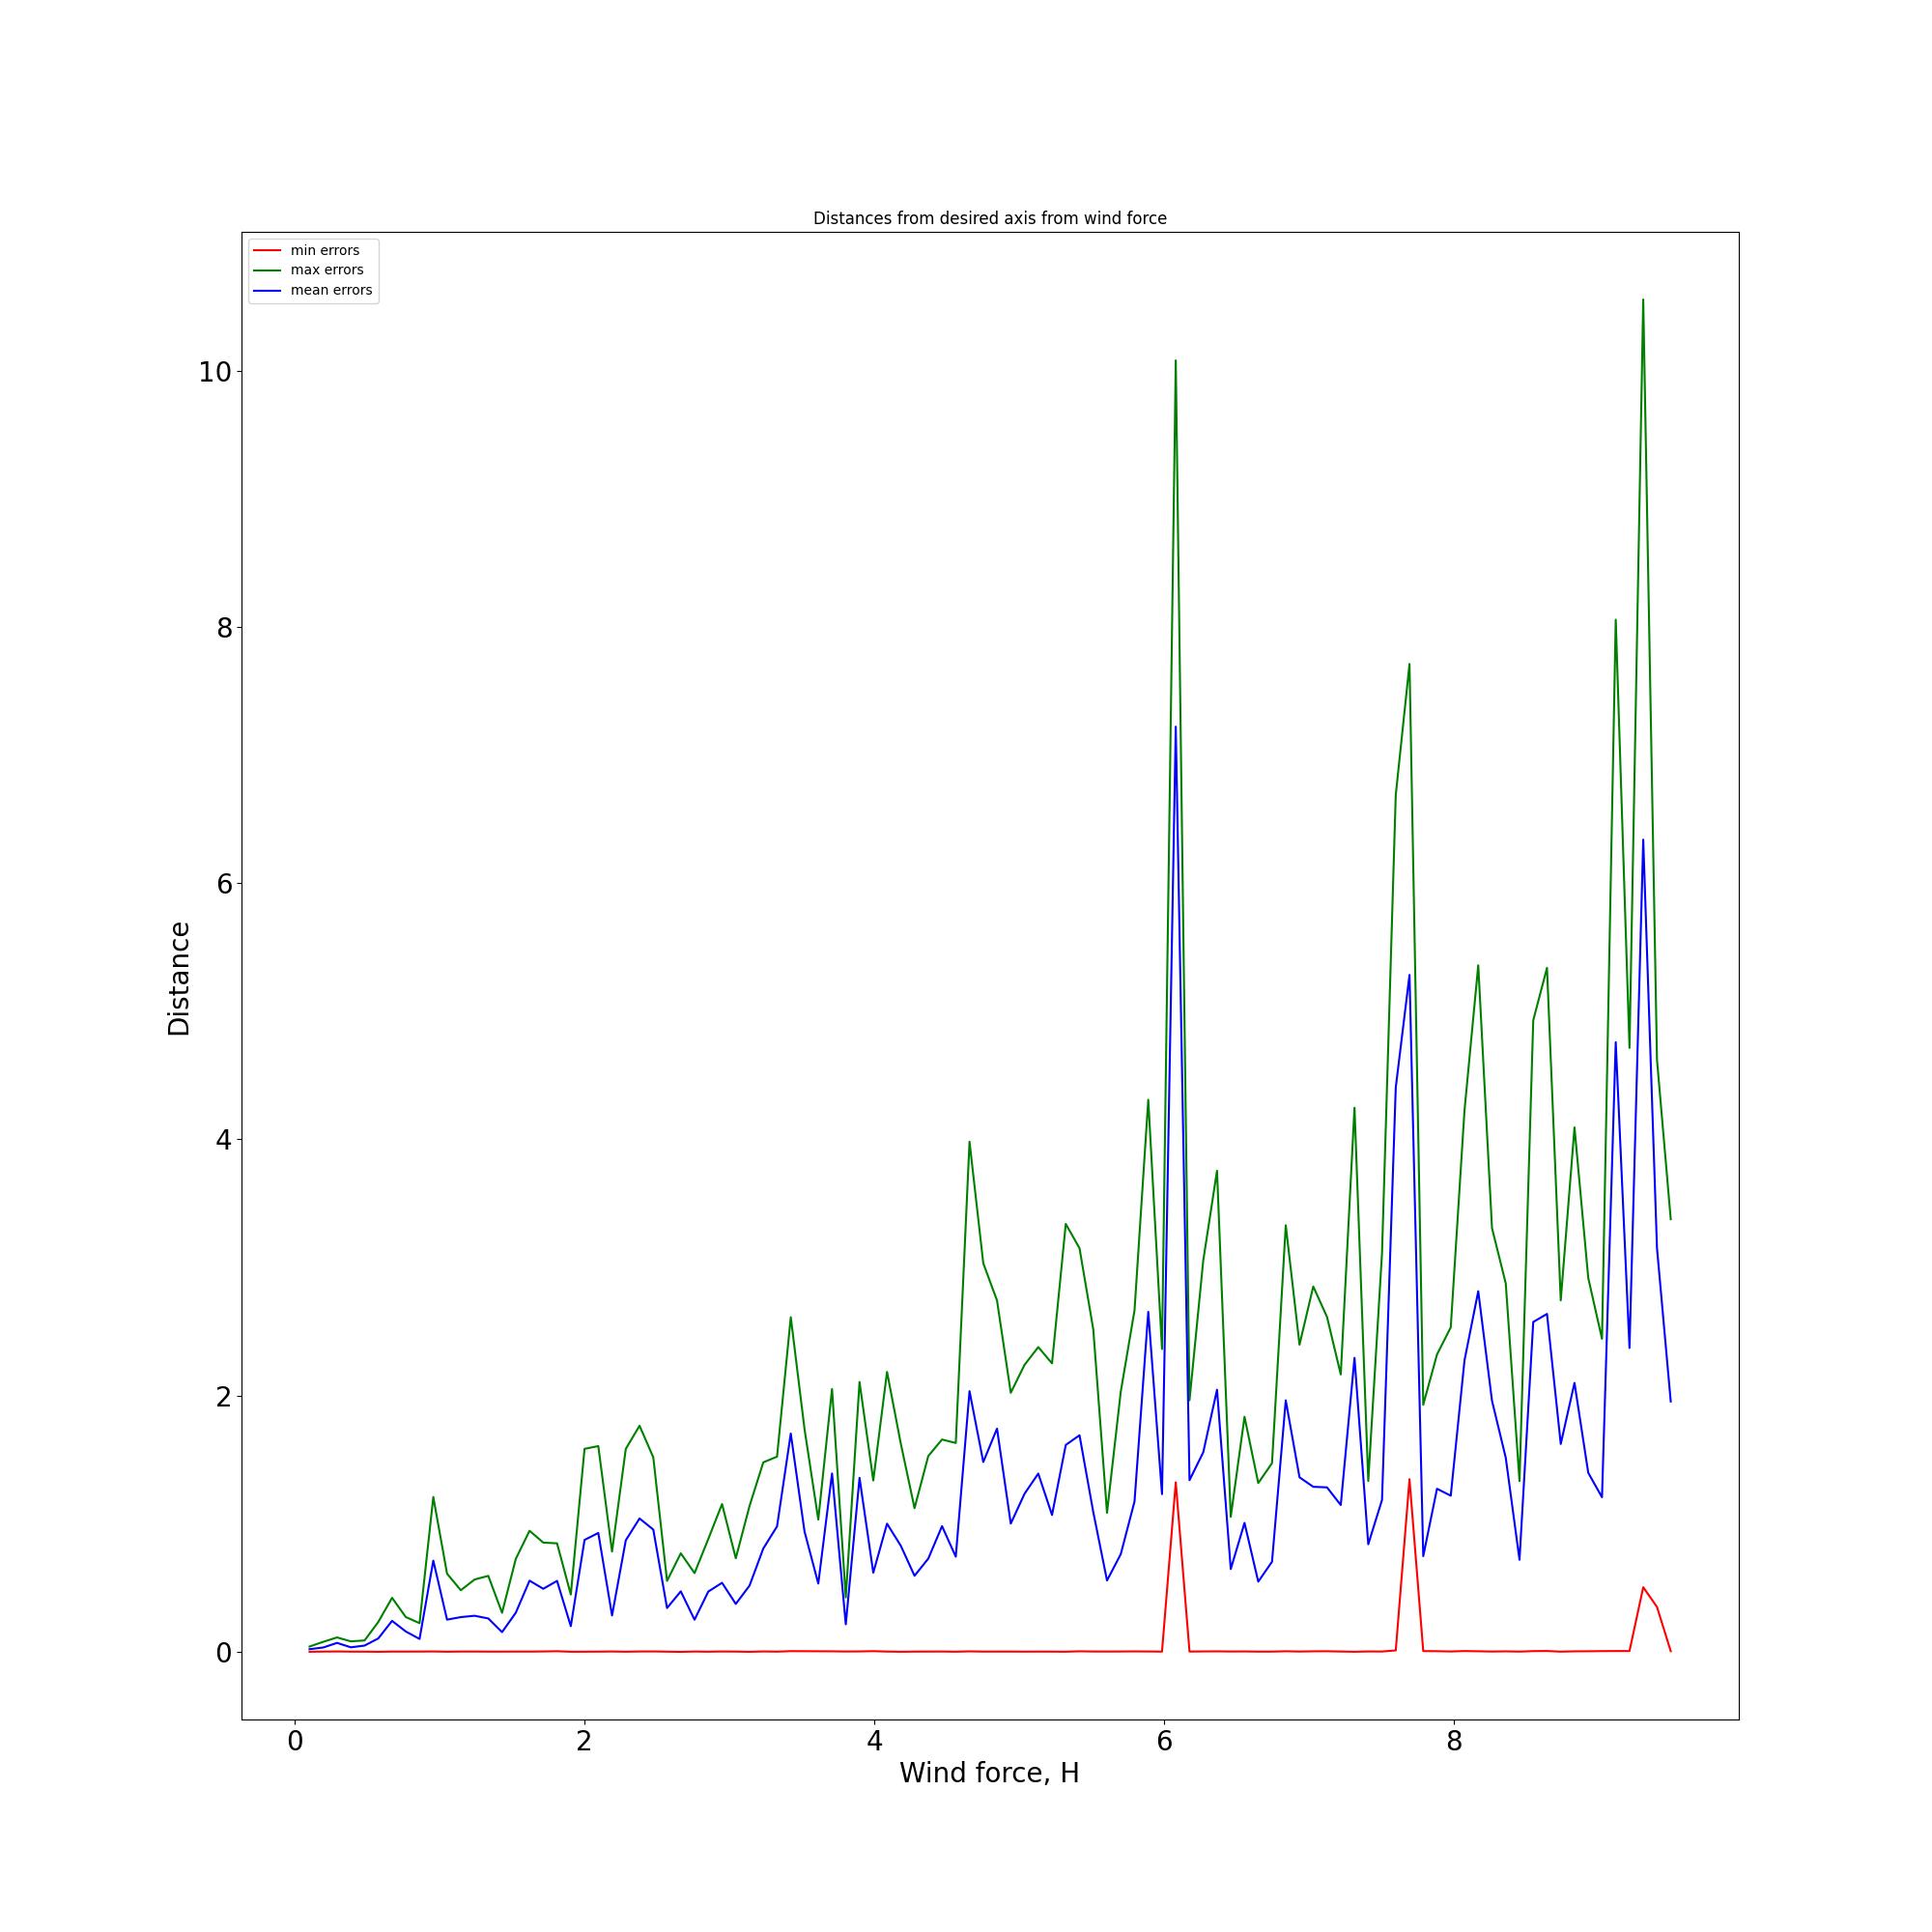 Distances from desired axis from wind force
min errors
max errors
mean errors
10
8
6
4
2
0
Distance
0 2 4 6 8
Wind force, H